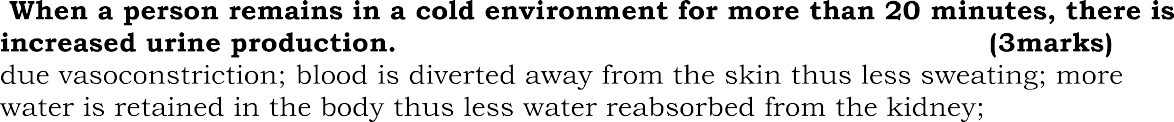 When a person remains in a cold environment for more than 20 minutes, there is
increased urine production. (3marks)
due vasoconstriction; blood is diverted away from the skin thus less sweating; more
water is retained in the body thus less water reabsorbed from the kidney;